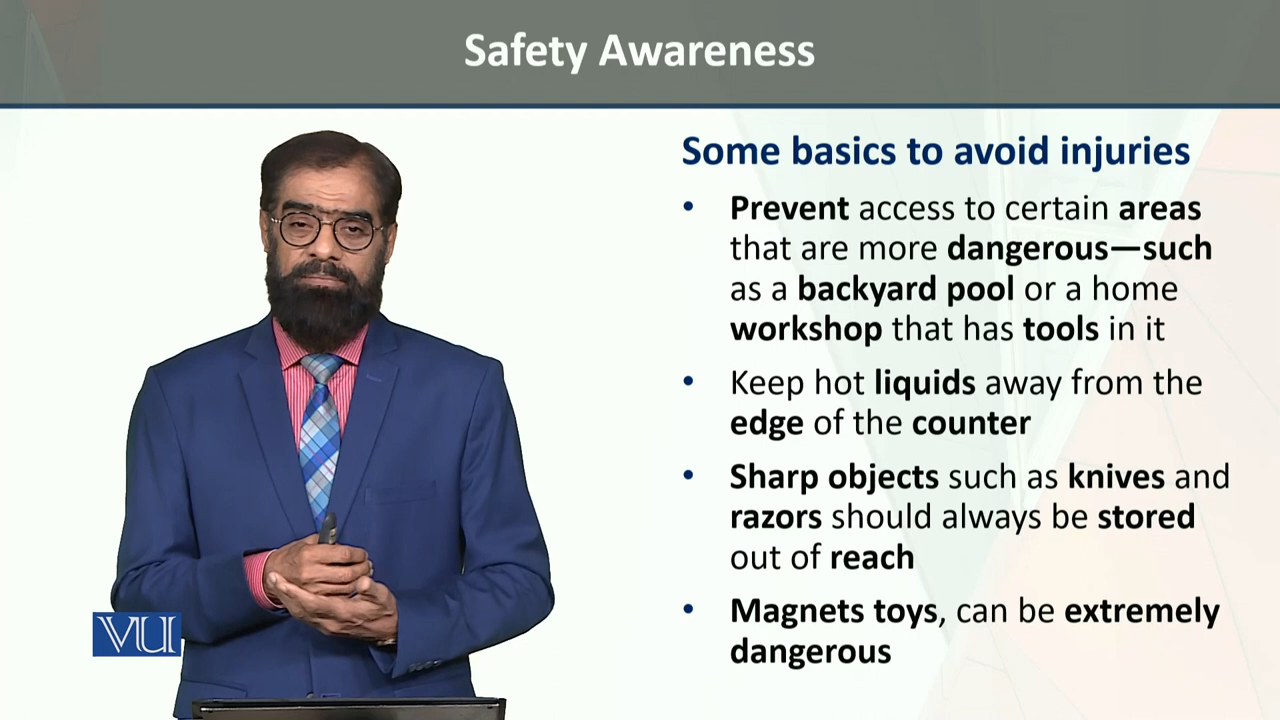 Safety Awareness
Some basics to avoid injuries
• Prevent access to certain areas
that are more dangerous—such
as a backyard pool or a home
workshop that has tools in it
• Keep hot liquids away from the
edge of the counter
• Sharp objects such as knives and
razors should always be stored
out of reach
• Magnets toys, can be extremely
dangerous
VU